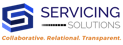 SERVICING
SOLUTIONS
Collaborative. Relational. Transparent.